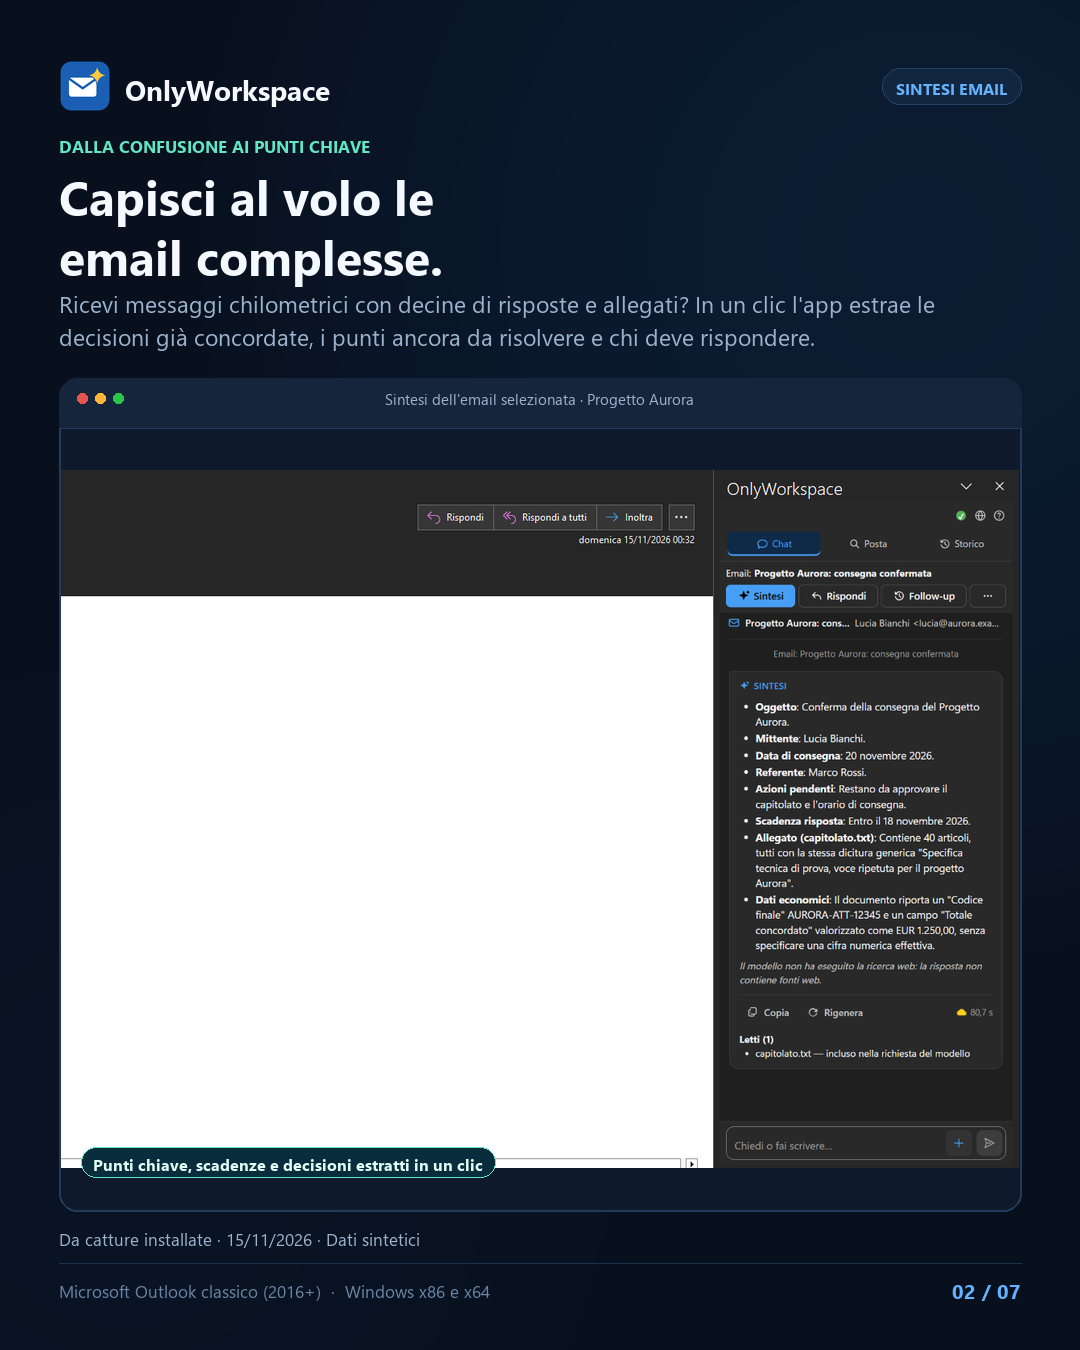 OnlyWorkspace
SINTESI EMAIL
DALLA CONFUSIONE AI PUNTI CHIAVE
Capisci al volo le
email complesse.
Ricevi messaggi chilometrici con decine di risposte e allegati? In un clic l'app estrae le
decisioni già concordate, i punti ancora da risolvere e chi deve rispondere.
Sintesi dell'email selezionata · Progetto Aurora
Rispondi
Rispondi a tutti
Inoltra
domenica 15/11/2026 00:32
OnlyWorkspace
Chat
Posta
Storico
Email: Progetto Aurora: consegna confermata
Sintesi
Rispondi
Follow-up
Progetto Aurora: cons... Lucia Bianchi <lucia@aurora.exa...
Email: Progetto Aurora: consegna confermata
SINTESI
• Oggetto: Conferma della consegna del Progetto
Aurora.
• Mittente: Lucia Bianchi.
• Data di consegna: 20 novembre 2026.
• Referente: Marco Rossi.
• Azioni pendenti: Restano da approvare il
capitolato e l'orario di consegna.
• Scadenza risposta: Entro il 18 novembre 2026.
• Allegato (capitolato.txt): Contiene 40 articoli,
tutti con la stessa dicitura generica "Specifica
tecnica di prova, voce ripetuta per il progetto
Aurora".
• Dati economici: Il documento riporta un "Codice
finale" AURORA-ATT-12345 e un campo "Totale
concordato" valorizzato come EUR 1.250,00, senza
specificare una cifra numerica effettiva.
Il modello non ha eseguito la ricerca web: la risposta non
contiene fonti web.
Copia
Rigenera
80,7 s
Letti (1)
• capitolato.txt — incluso nella richiesta del modello
Chiedi o fai scrivere...
Punti chiave, scadenze e decisioni estratti in un clic
Da catture installate · 15/11/2026 · Dati sintetici
Microsoft Outlook classico (2016+) · Windows x86 e x64
02 / 07